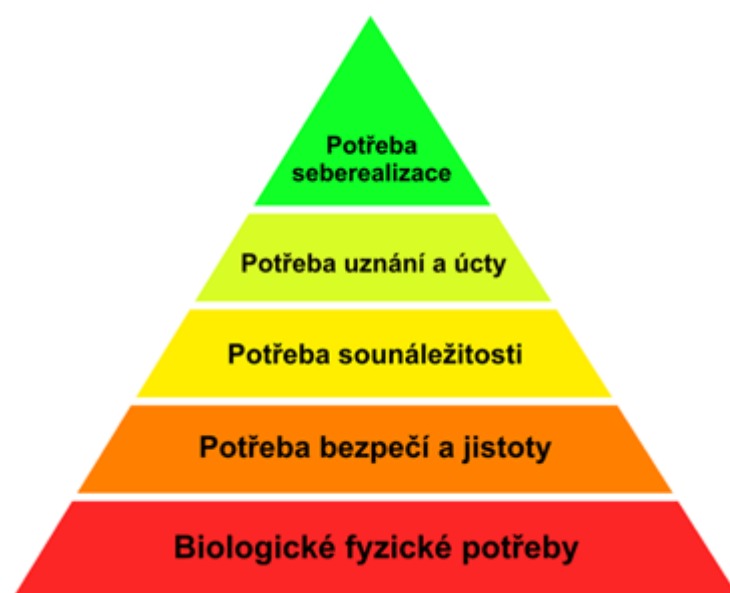 Potřeba
seberealizace
Potřeba uznání a úcty
Potřeba sounáležitosti
Potřeba bezpečí a jistoty
Biologické fyzické potřeby